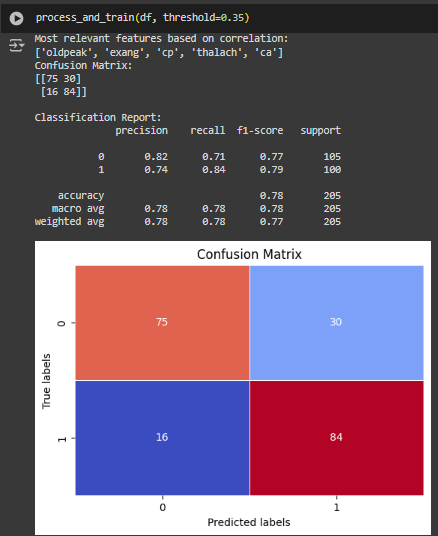 process_and_train(df, threshold=0.35)
Most relevant features based on correlation:
['oldpeak', 'exang', 'cp', 'thalach', 'ca']
Confusion Matrix:
[[75 30]
 [16 84]]
Classification Report:
precision recall f1-score support
0 0.82 0.71 0.77 105
1 0.74 0.84 0.79 100
accuracy 0.78 205
macro avg 0.78 0.78 0.78 205
weighted avg 0.78 0.78 0.77 205
Confusion Matrix
True labels
0 75 30
1 16 84
0 1
Predicted labels